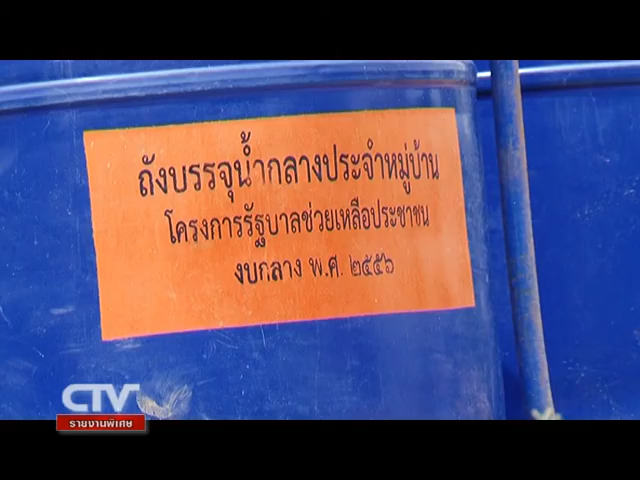 ถังบรรจุน้ำกลางประจำหมู่บ้าน
โครงการรัฐบาลช่วยเหลือประชาชน
งบกลาง พ.ศ. ๒๕๕๖
CTV
รายงานพิเศษ